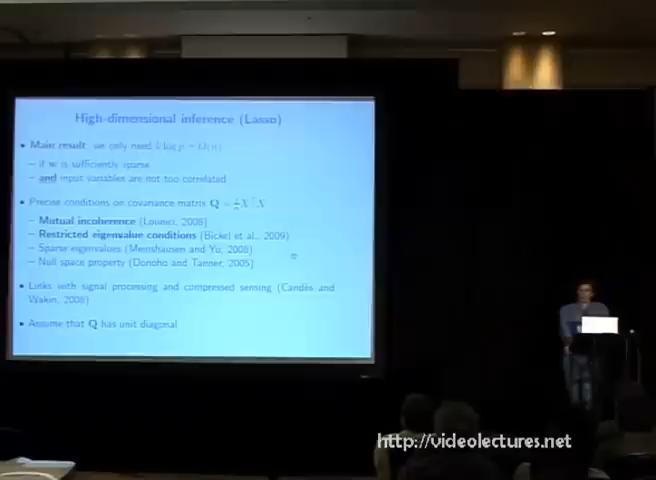 High-dimensional inference (Lasso)
• Main result: we only need k log p = O(n)
– if w is sufficiently sparse
– and input variables are not too correlated
• Precise conditions on covariance matrix Q = 1/n X⊤X
– Mutual incoherence (Lounici, 2008)
– Restricted eigenvalue conditions (Bickel et al., 2009)
– Sparse eigenvalues (Meinshausen and Yu, 2008)
– Null space property (Donoho and Tanner, 2005)
• Links with signal processing and compressed sensing (Candès and
Wakin, 2008)
• Assume that Q has unit diagonal
http://videolectures.net